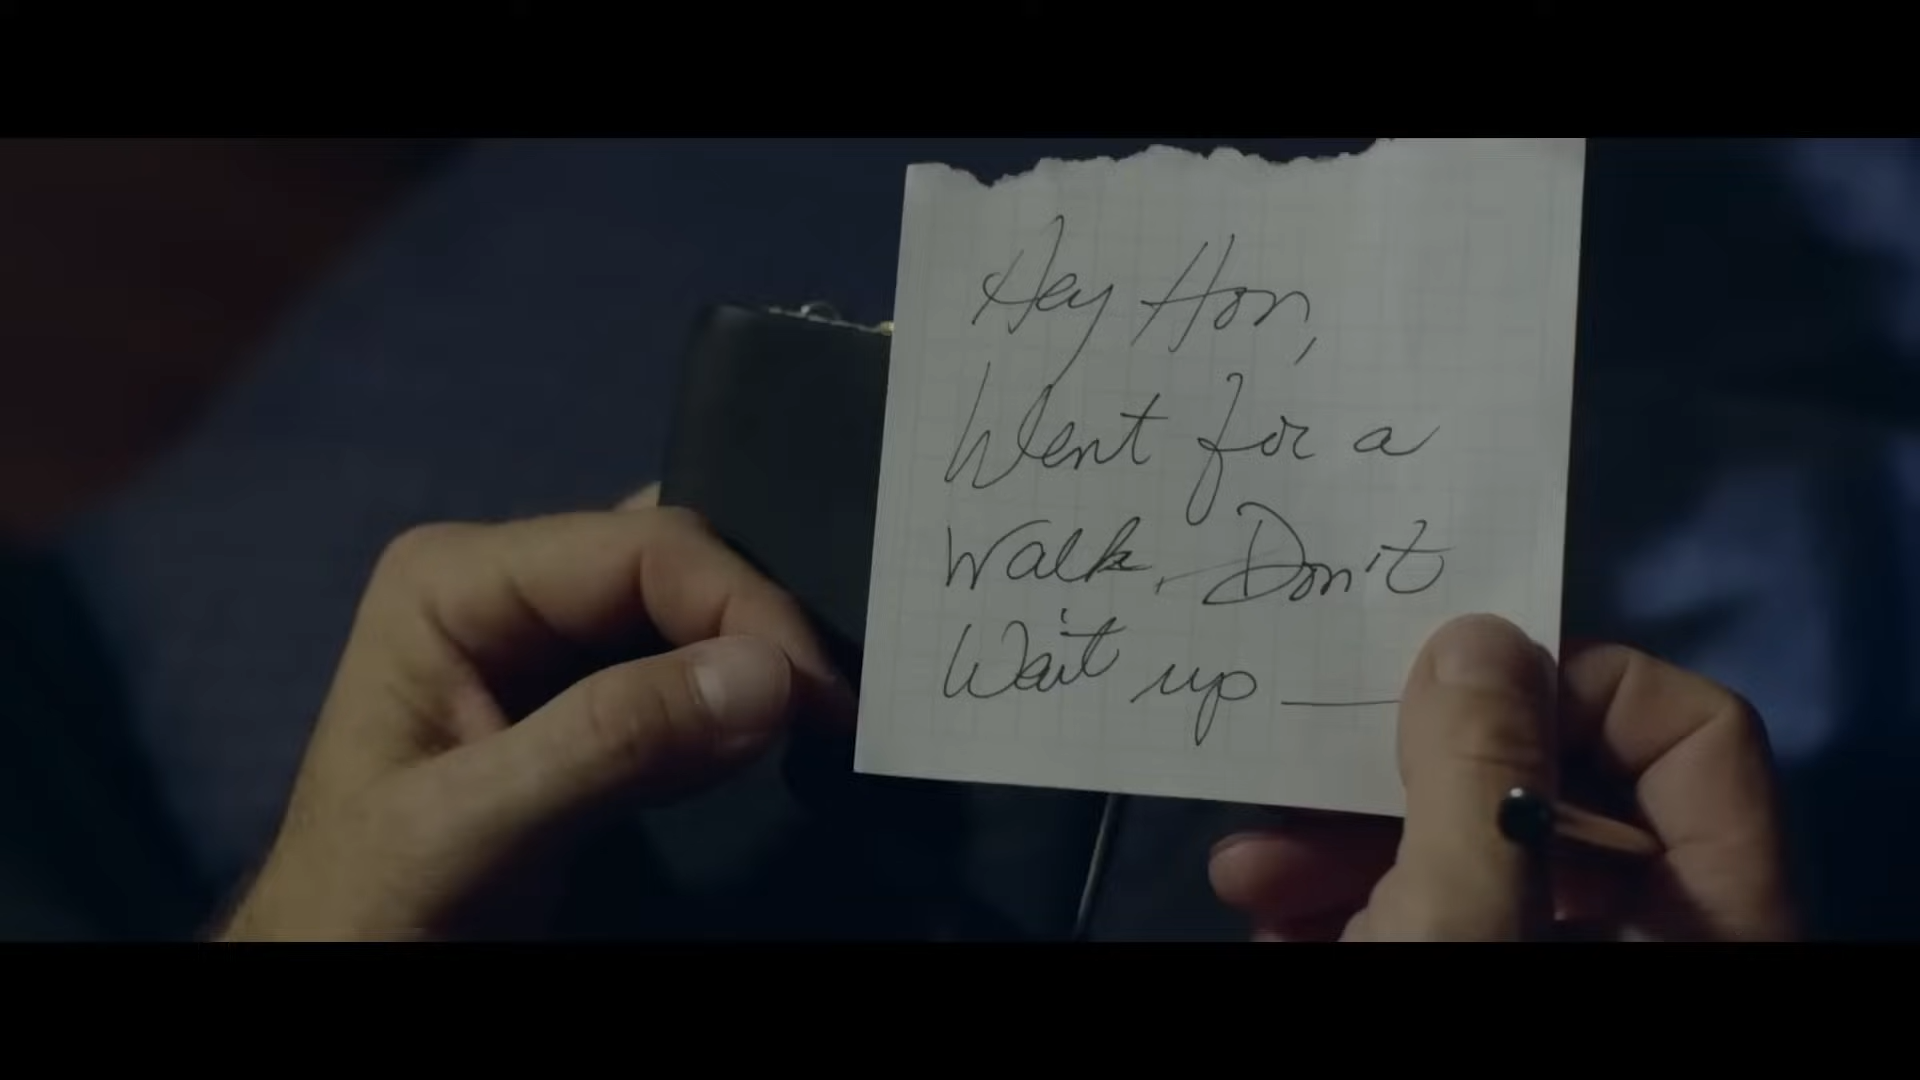 Hey Hon,
Went for a
Walk. Don't
Wait up —